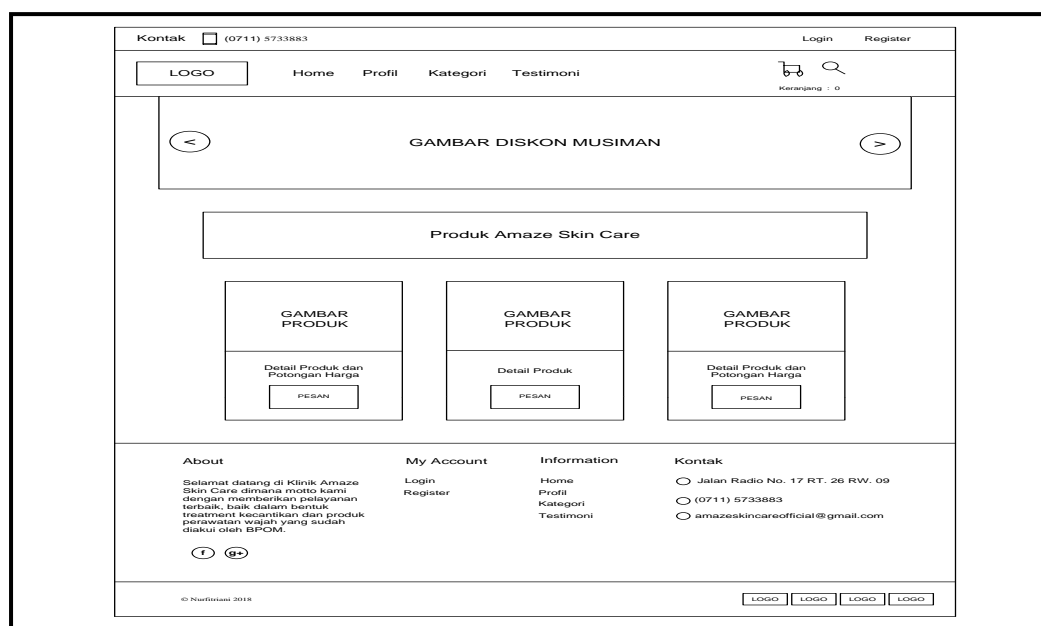 Kontak (0711) 5733883 Login Register
LOGO Home Profil Kategori Testimoni
Keranjang : 0
< GAMBAR DISKON MUSIMAN >
Produk Amaze Skin Care
GAMBAR
PRODUK
Detail Produk dan
Potongan Harga
PESAN
GAMBAR
PRODUK
Detail Produk
PESAN
GAMBAR
PRODUK
Detail Produk dan
Potongan Harga
PESAN
About
Selamat datang di Klinik Amaze
Skin Care dimana motto kami
dengan memberikan pelayanan
terbaik, baik dalam bentuk
treatment kecantikan dan produk
perawatan wajah yang sudah
diakui oleh BPOM.
f g+
My Account
Login
Register
Information
Home
Profil
Kategori
Testimoni
Kontak
Jalan Radio No. 17 RT. 26 RW. 09
(0711) 5733883
amazeskincareofficial@gmail.com
© Nurfitriani 2018
LOGO LOGO LOGO LOGO